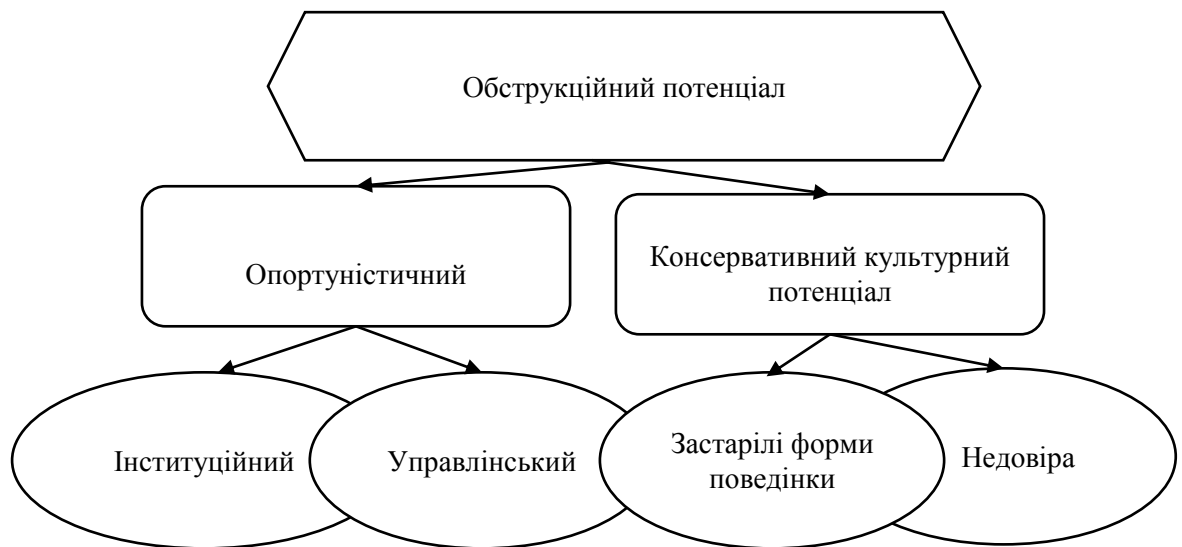 Обструкційний потенціал
Опортуністичний
Консервативний культурний
потенціал
Інституційний
Управлінський
Застарілі форми
поведінки
Недовіра